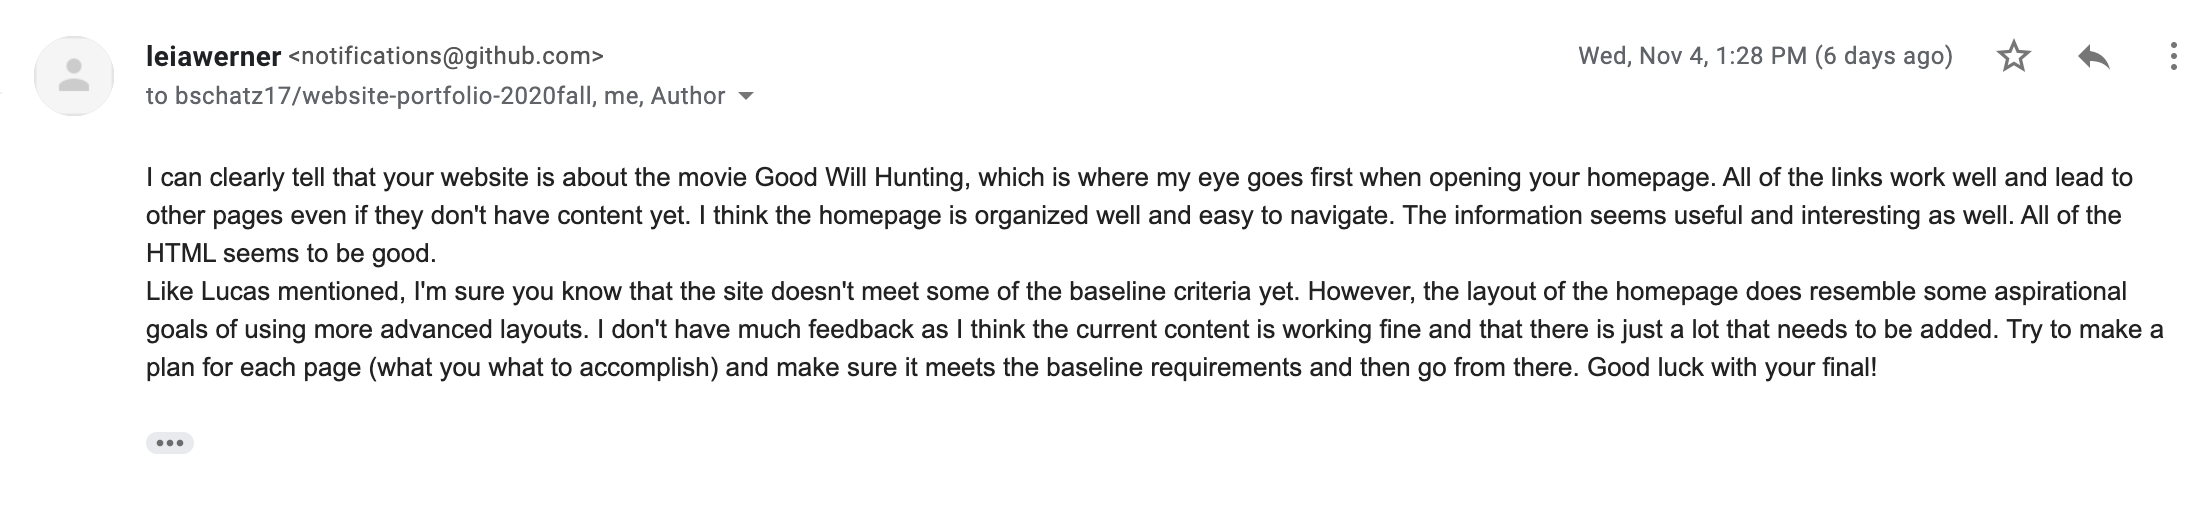 leiawerner <notifications@github.com>
Wed, Nov 4, 1:28 PM (6 days ago)
to bschatz17/website-portfolio-2020fall, me, Author
I can clearly tell that your website is about the movie Good Will Hunting, which is where my eye goes first when opening your homepage. All of the links work well and lead to
other pages even if they don't have content yet. I think the homepage is organized well and easy to navigate. The information seems useful and interesting as well. All of the
HTML seems to be good.
Like Lucas mentioned, I'm sure you know that the site doesn't meet some of the baseline criteria yet. However, the layout of the homepage does resemble some aspirational
goals of using more advanced layouts. I don't have much feedback as I think the current content is working fine and that there is just a lot that needs to be added. Try to make a
plan for each page (what you what to accomplish) and make sure it meets the baseline requirements and then go from there. Good luck with your final!